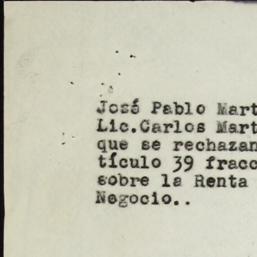 José Pablo Mart
Lic.Carlos Mart
que se rechazan
tículo 39 fracc
sobre la Renta
Negocio..